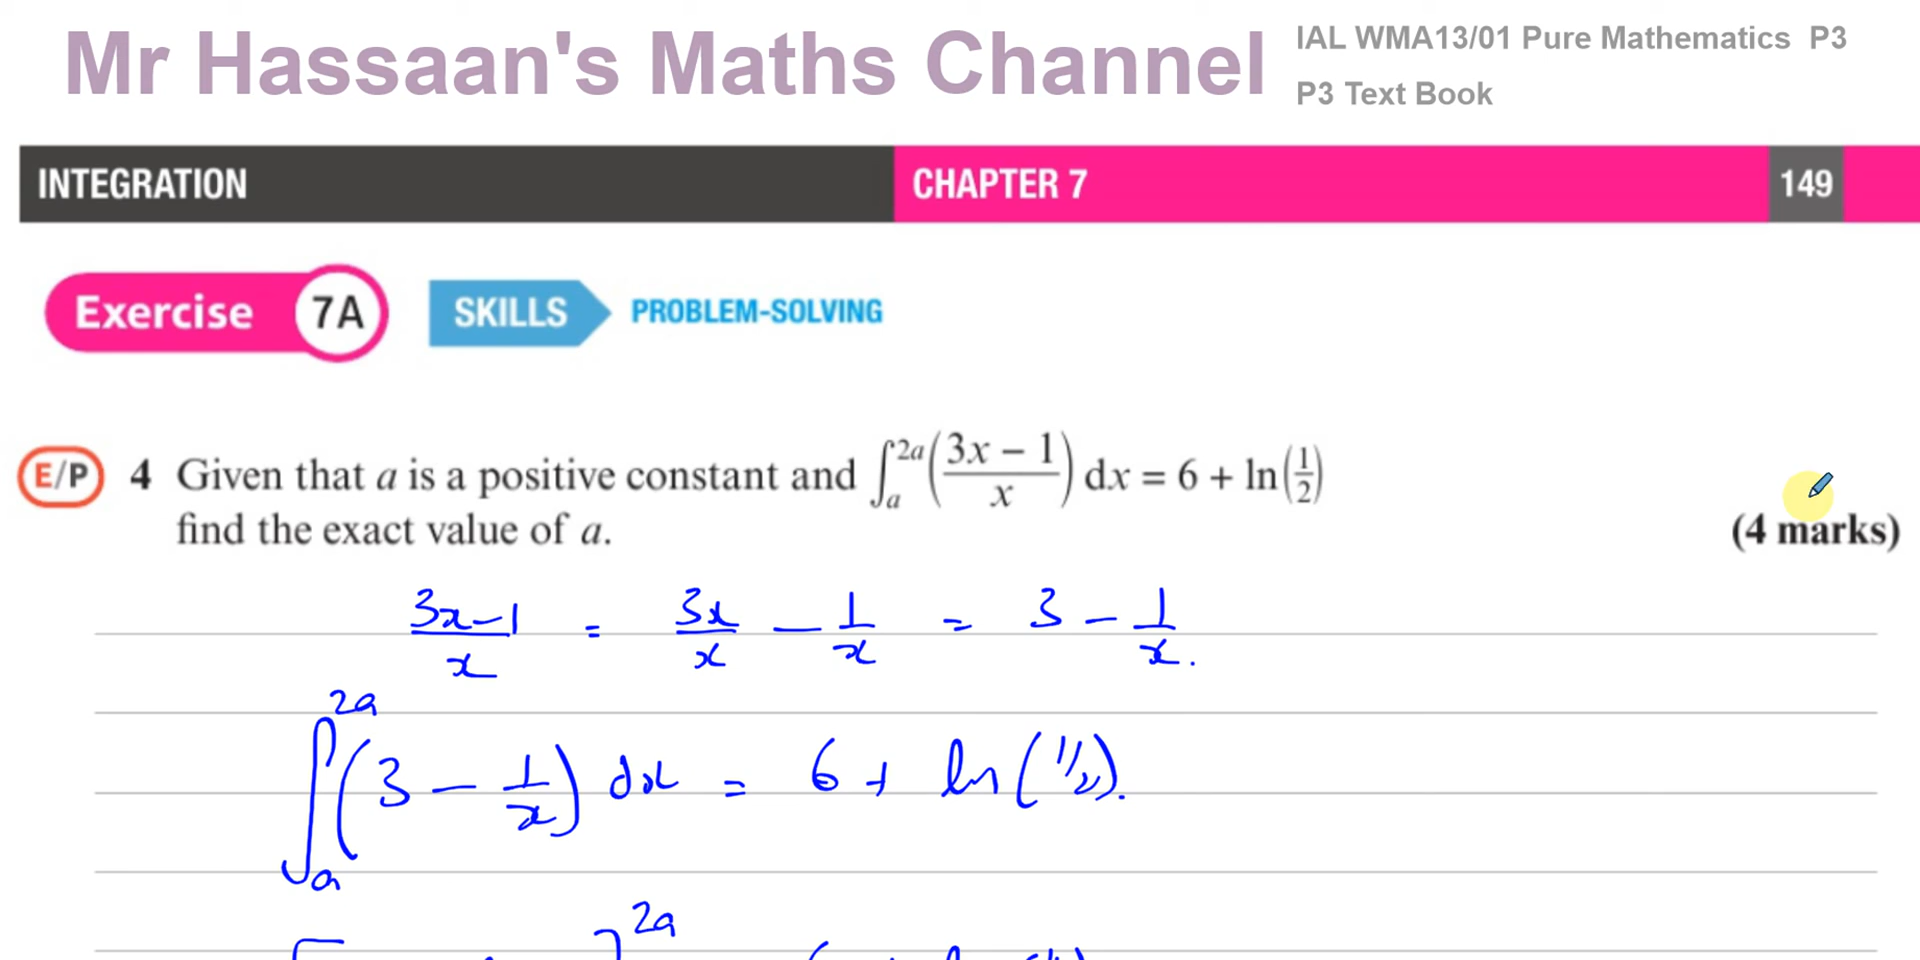 Mr Hassaan's Maths Channel
IAL WMA13/01 Pure Mathematics P3
P3 Text Book
INTEGRATION CHAPTER 7 149
Exercise 7A SKILLS PROBLEM-SOLVING
E/P 4 Given that a is a positive constant and ∫_a^{2a} ((3x − 1)/x) dx = 6 + ln(1/2)
find the exact value of a.
(4 marks)
(3x−1)/x = 3x/x − 1/x = 3 − 1/x.
∫_a^{2a} (3 − 1/x) dx = 6 + ln(1/2).
2a